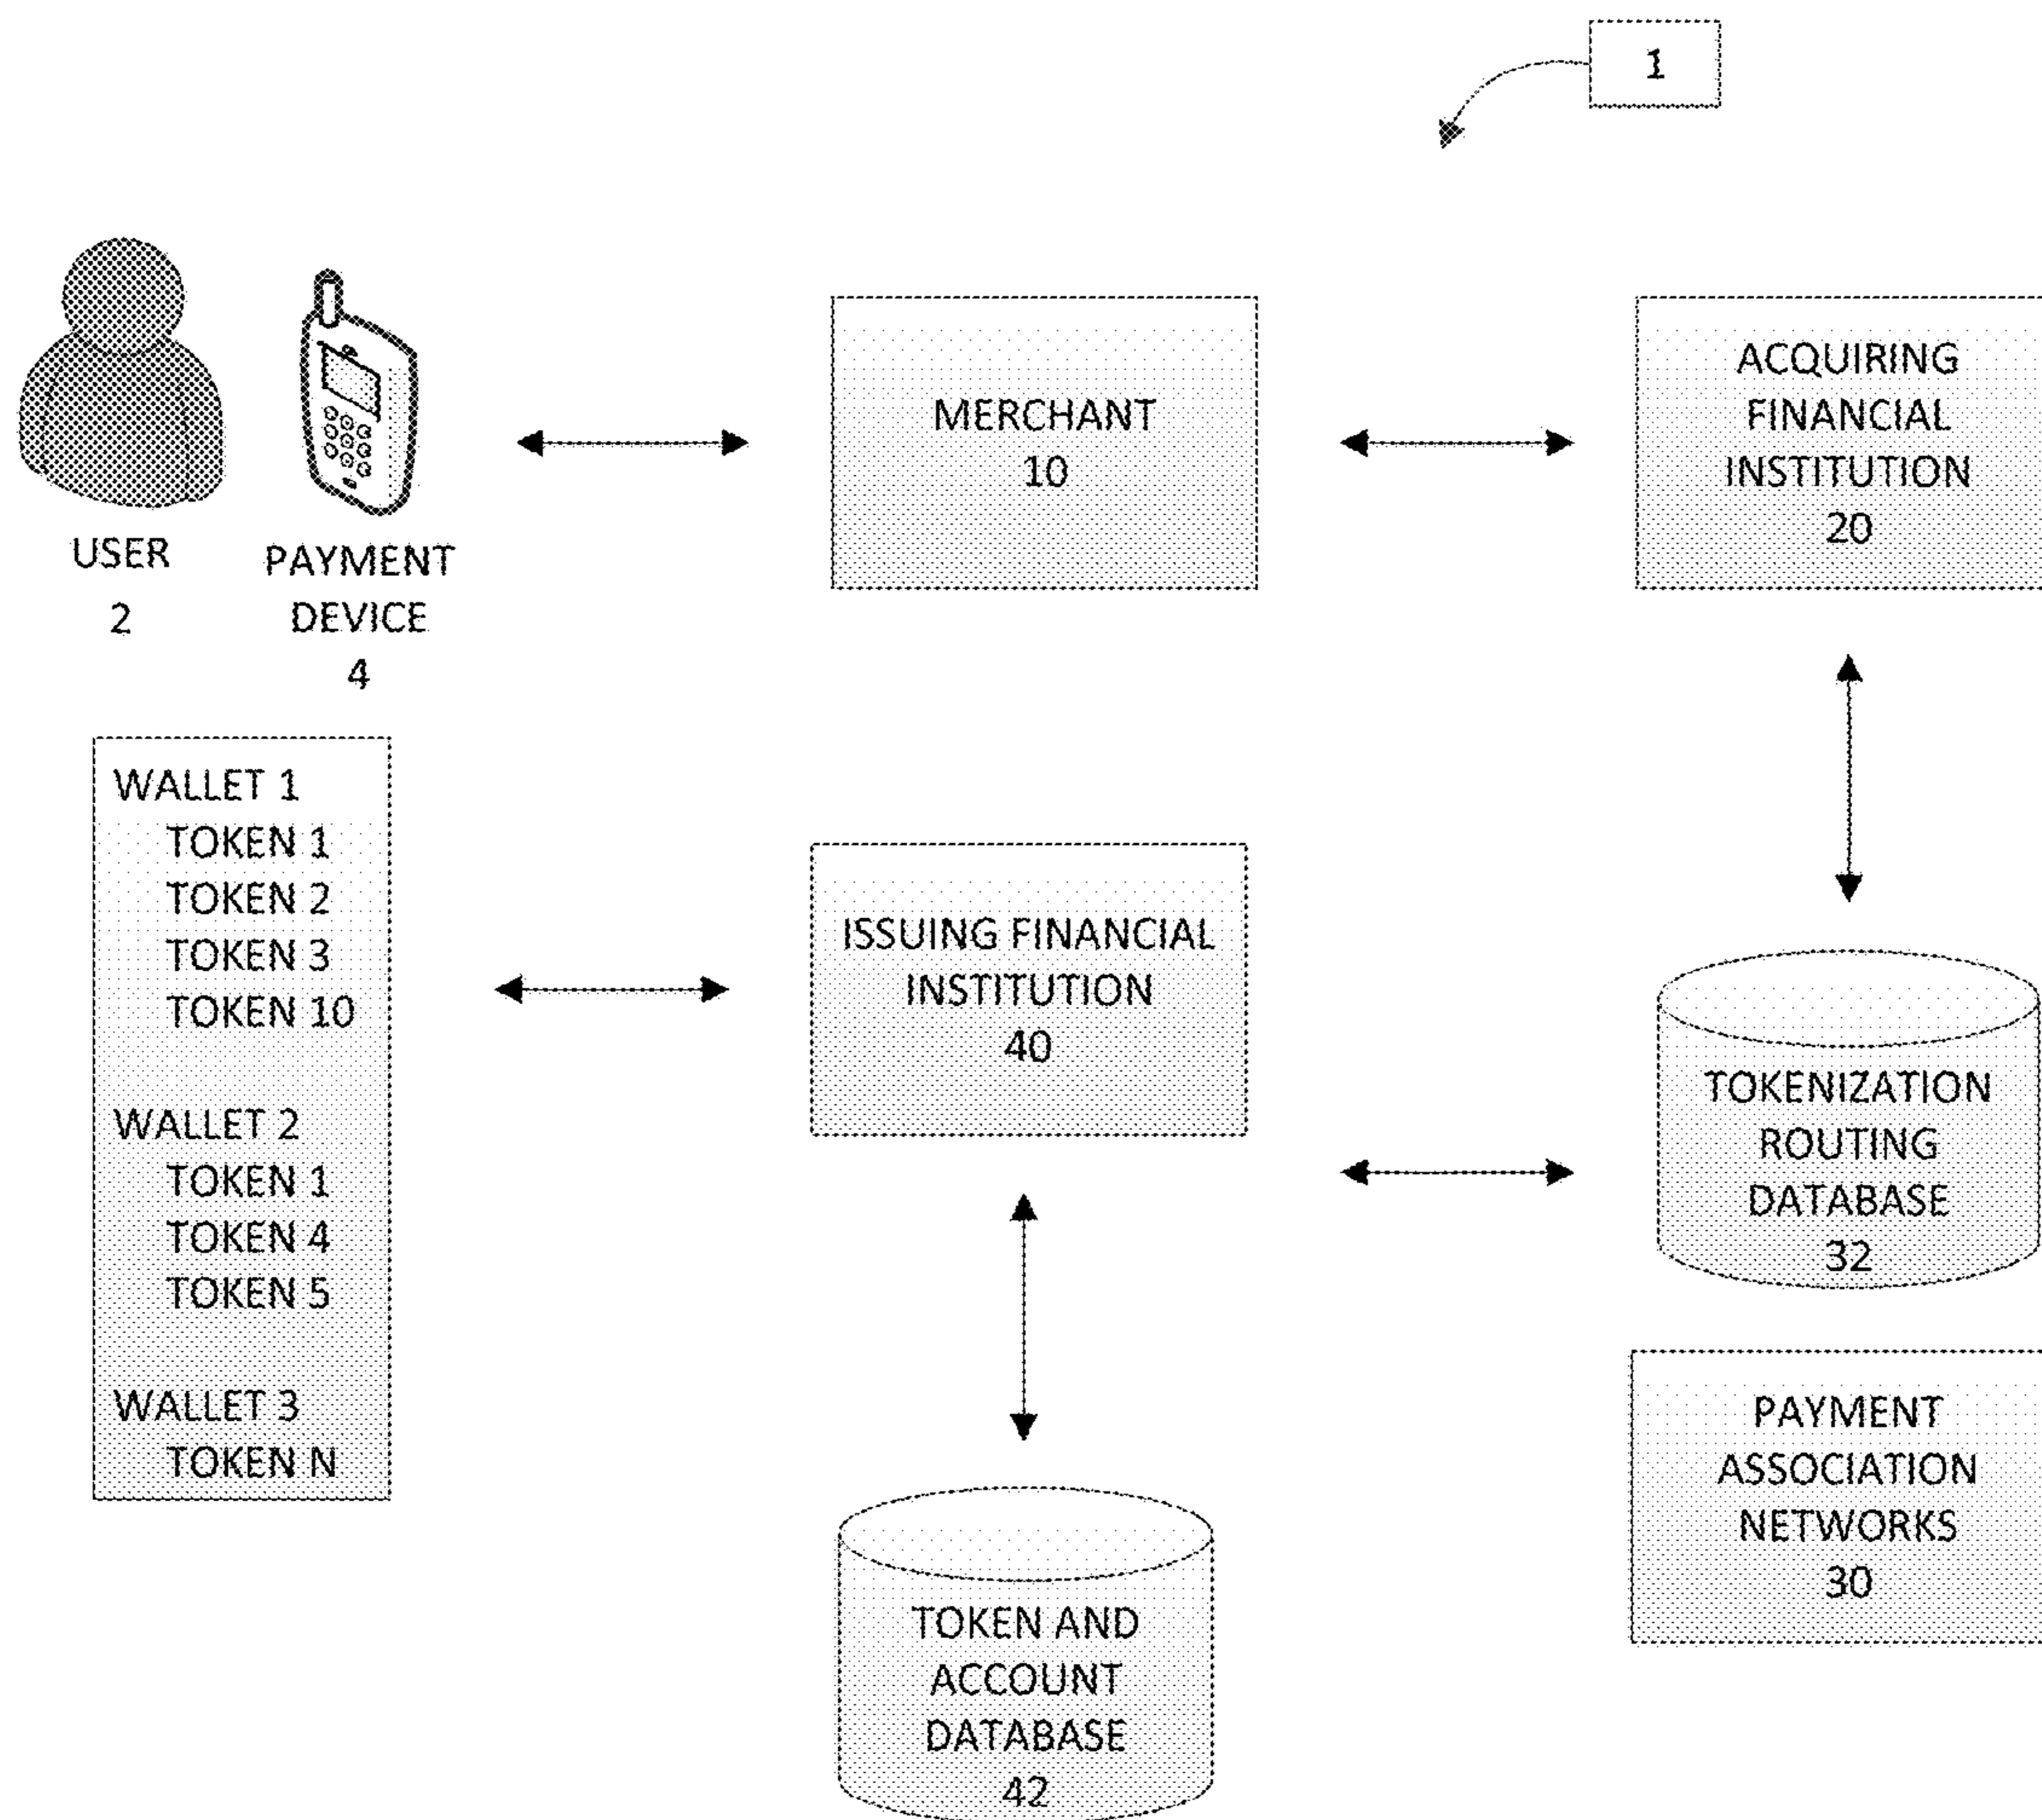 1
USER
2
PAYMENT
DEVICE
4
MERCHANT
10
ACQUIRING
FINANCIAL
INSTITUTION
20
WALLET 1
TOKEN 1
TOKEN 2
TOKEN 3
TOKEN 10
WALLET 2
TOKEN 1
TOKEN 4
TOKEN 5
WALLET 3
TOKEN N
ISSUING FINANCIAL
INSTITUTION
40
TOKENIZATION
ROUTING
DATABASE
32
PAYMENT
ASSOCIATION
NETWORKS
30
TOKEN AND
ACCOUNT
DATABASE
42